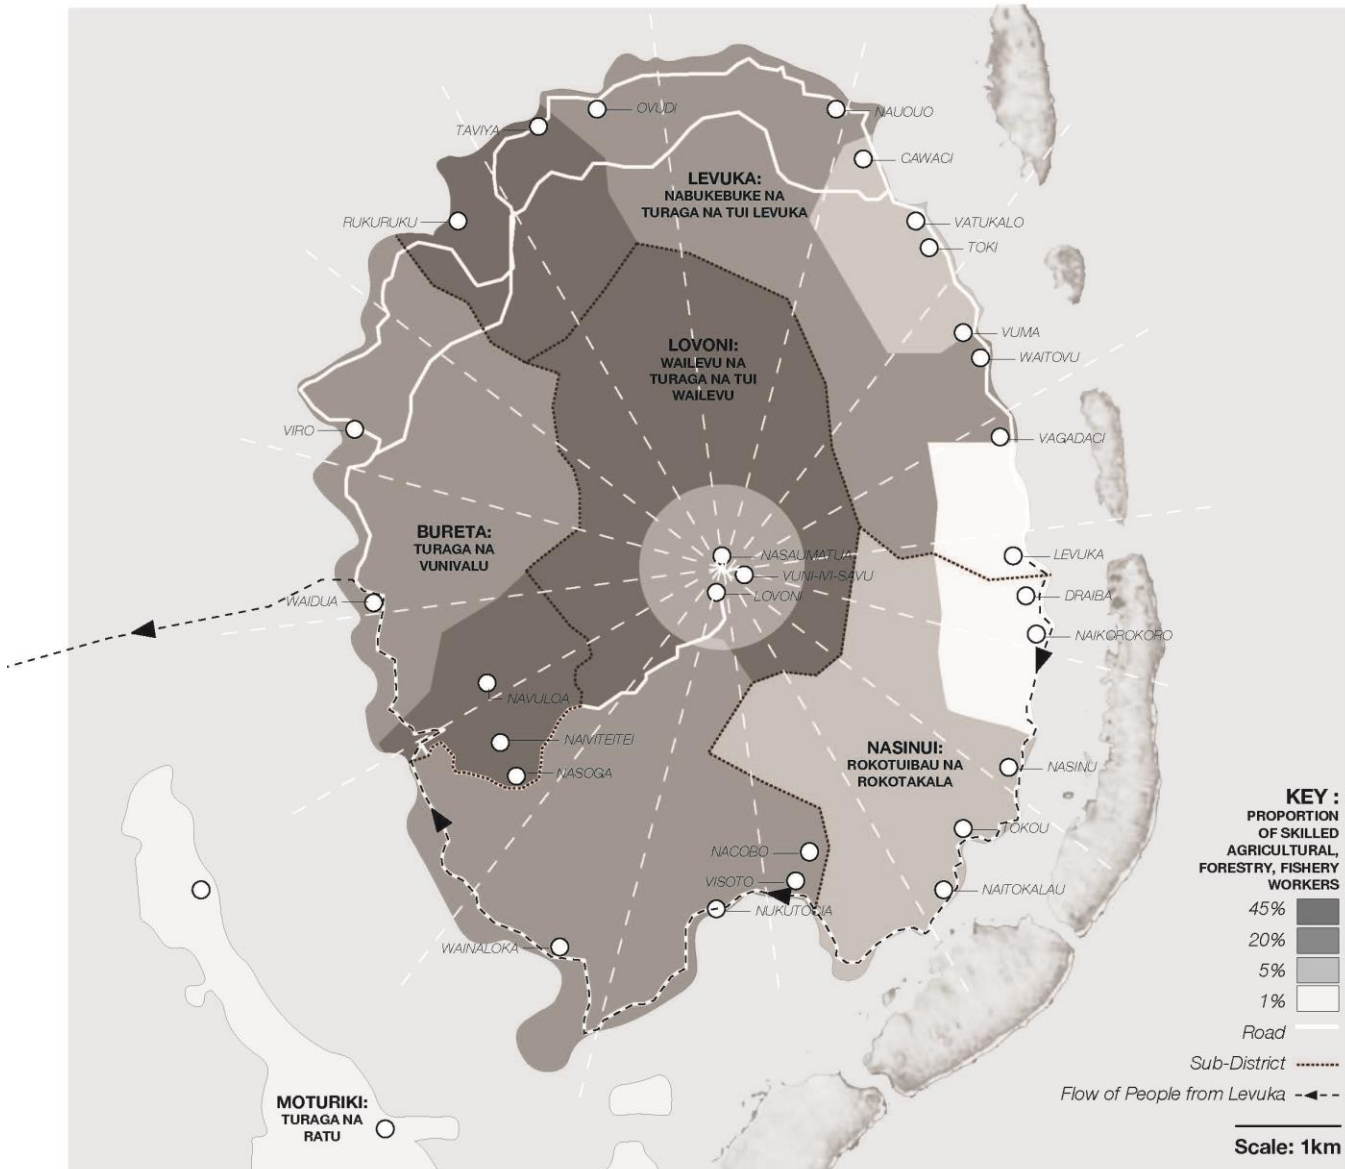 OVUDI
TAVIYA
NAUOUO
CAWACI
LEVUKA:
NABUKEBUKE NA
TURAGA NA TUI LEVUKA
RUKURUKU
VATUKALO
TOKI
VUMA
LOVONI:
WAILEVU NA
TURAGA NA TUI
WAILEVU
WAITOVU
VIRO
VAGADACI
BURETA:
TURAGA NA
VUNIVALU
NASAUMATUA
LEVUKA
VUNI-IVI-SAVU
LOVONI
WAIDUA
DRAIBA
NAIKOROKORO
NAVULOA
NAIVITEITEI
NASINUI:
ROKOTUIBAU NA
ROKOTAKALA
NASINU
NASOGA
TOKOU
NACOBO
VISOTO
NAITOKALAU
NUKUTOCIA
WAINALOKA
MOTURIKI:
TURAGA NA
RATU
KEY :
PROPORTION
OF SKILLED
AGRICULTURAL,
FORESTRY, FISHERY
WORKERS
45%
20%
5%
1%
Road
Sub-District
Flow of People from Levuka
Scale: 1km